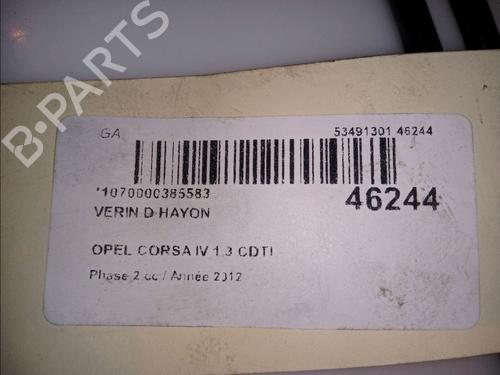 B-PARTS
GA 53491301 46244
*1070000385583 46244
VERIN D HAYON
OPEL CORSA IV 1.3 CDTI
Phase 2 cc / Année 2012